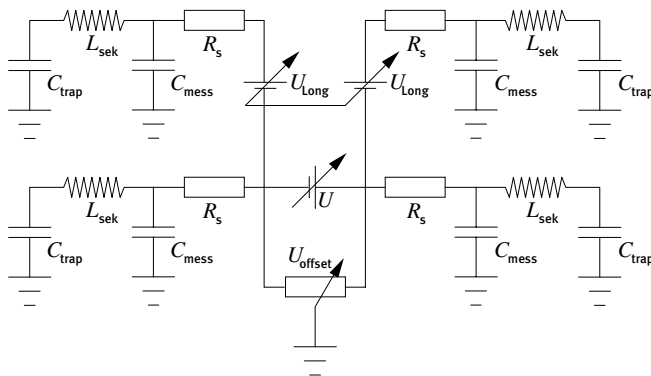 L_sek R_s R_s L_sek
C_trap C_mess U_Long U_Long C_mess C_trap
L_sek R_s U R_s L_sek
C_trap C_mess U_offset C_mess C_trap